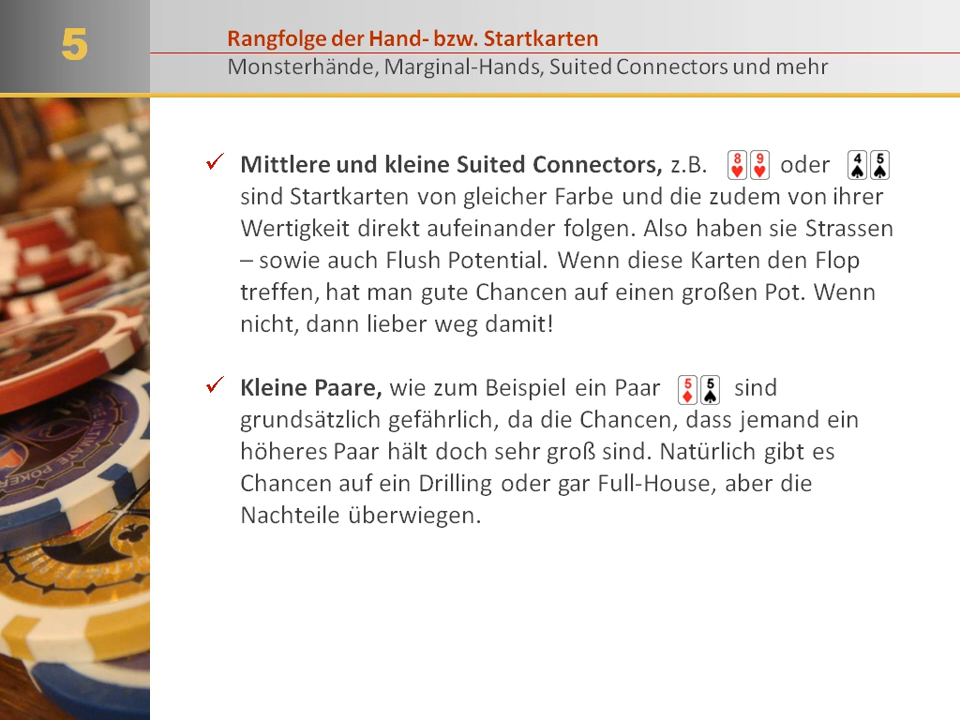 5
Rangfolge der Hand- bzw. Startkarten
Monsterhände, Marginal-Hands, Suited Connectors und mehr
Mittlere und kleine Suited Connectors, z.B. 8 9 oder 4 5
sind Startkarten von gleicher Farbe und die zudem von ihrer
Wertigkeit direkt aufeinander folgen. Also haben sie Strassen
– sowie auch Flush Potential. Wenn diese Karten den Flop
treffen, hat man gute Chancen auf einen großen Pot. Wenn
nicht, dann lieber weg damit!
Kleine Paare, wie zum Beispiel ein Paar 5 5 sind
grundsätzlich gefährlich, da die Chancen, dass jemand ein
höheres Paar hält doch sehr groß sind. Natürlich gibt es
Chancen auf ein Drilling oder gar Full-House, aber die
Nachteile überwiegen.